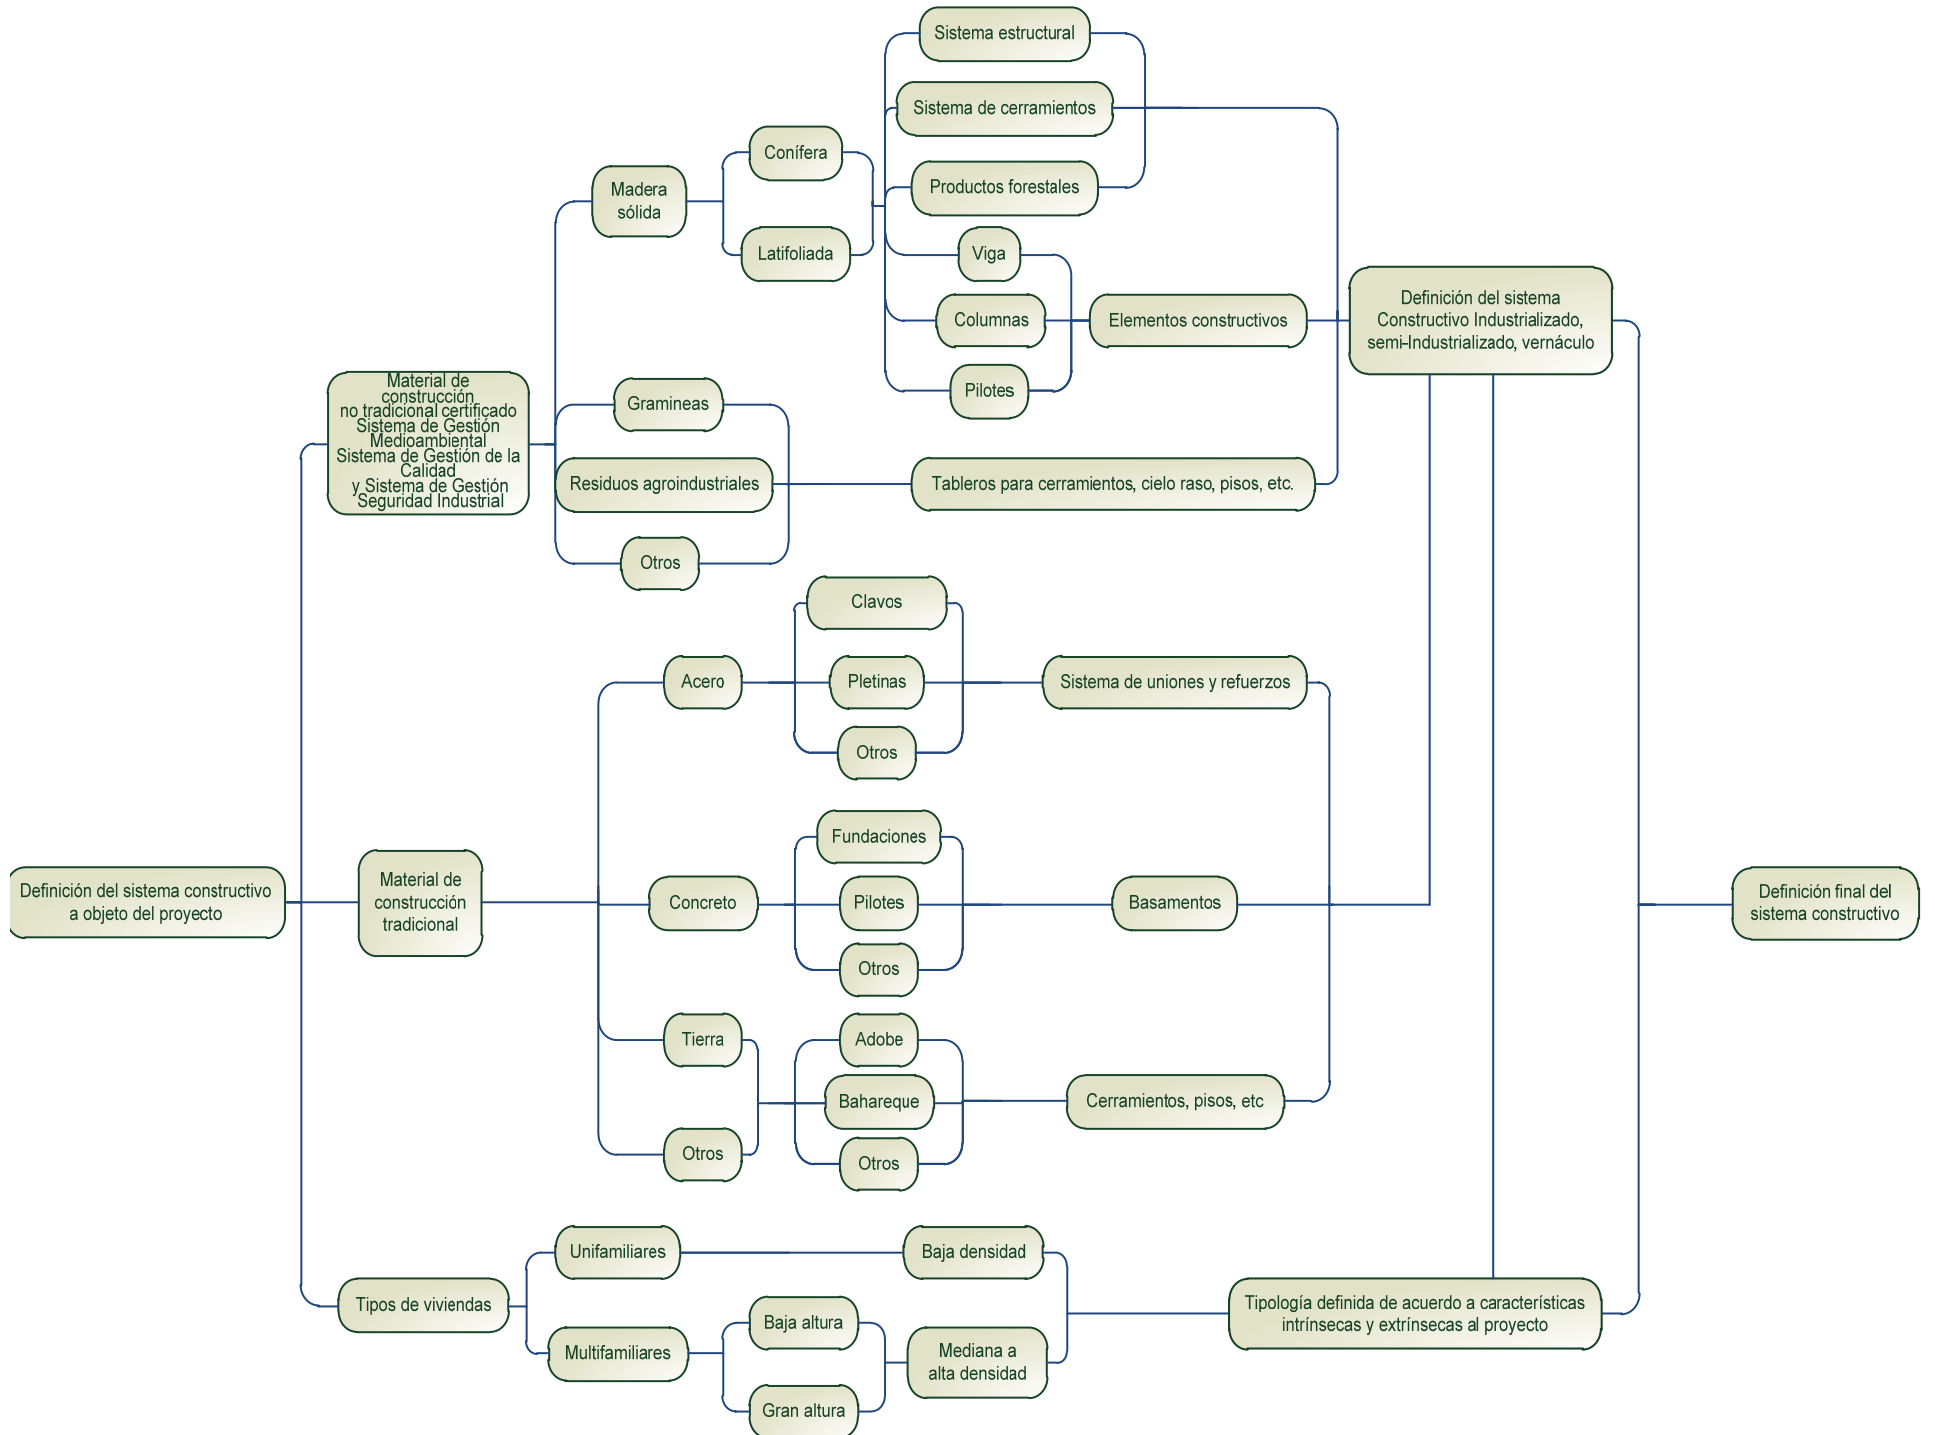 Sistema estructural
Sistema de cerramientos
Conífera
Madera
sólida
Productos forestales
Latifoliada
Viga
Definición del sistema
Constructivo Industrializado,
semi-Industrializado, vernáculo
Columnas
Elementos constructivos
Pilotes
Material de
construcción
no tradicional certificado
Sistema de Gestión
Medioambiental
Sistema de Gestión de la
Calidad
y Sistema de Gestión
Seguridad Industrial
Gramineas
Residuos agroindustriales
Tableros para cerramientos, cielo raso, pisos, etc.
Otros
Clavos
Acero
Pletinas
Sistema de uniones y refuerzos
Otros
Fundaciones
Definición del sistema constructivo
a objeto del proyecto
Material de
construcción
tradicional
Concreto
Pilotes
Basamentos
Definición final del
sistema constructivo
Otros
Tierra
Adobe
Bahareque
Cerramientos, pisos, etc
Otros
Otros
Unifamiliares
Baja densidad
Tipos de viviendas
Baja altura
Tipología definida de acuerdo a características
intrínsecas y extrínsecas al proyecto
Multifamiliares
Mediana a
alta densidad
Gran altura